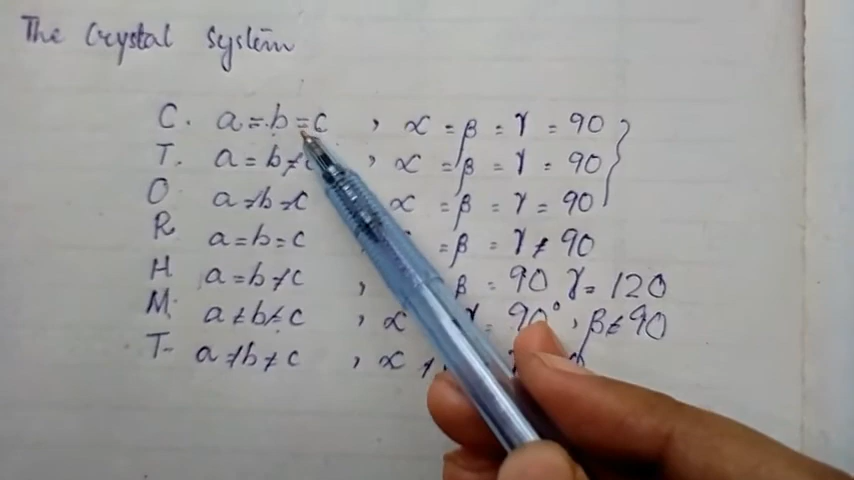 The Crystal System
C. a = b = c , α = β = γ = 90
T. a = b ≠ c , α = β = γ = 90
O a ≠ b ≠ c α = β = γ = 90
R a = b = c = β = γ ≠ 90
H a = b ≠ c , β = 90 γ = 120
M. a ≠ b ≠ c , α γ = 90° , β ≠ 90
T- a ≠ b ≠ c , α ≠